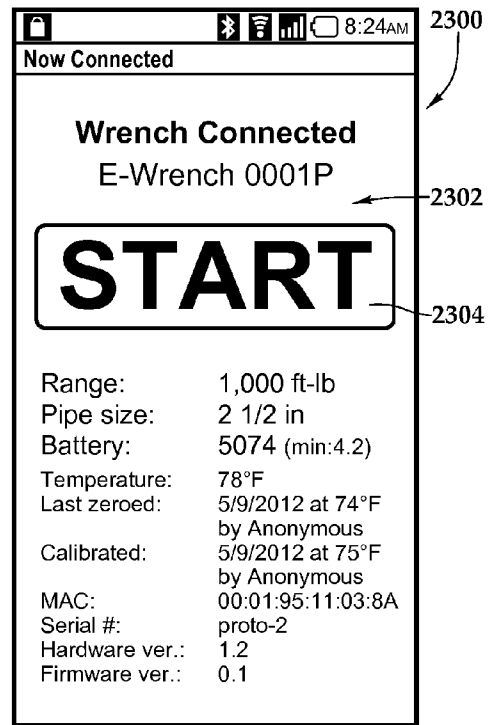 8:24AM
2300
Now Connected
Wrench Connected
E-Wrench 0001P
2302
START
2304
Range: 1,000 ft-lb
Pipe size: 2 1/2 in
Battery: 5074 (min:4.2)
Temperature: 78°F
Last zeroed: 5/9/2012 at 74°F
by Anonymous
Calibrated: 5/9/2012 at 75°F
by Anonymous
MAC: 00:01:95:11:03:8A
Serial #: proto-2
Hardware ver.: 1.2
Firmware ver.: 0.1